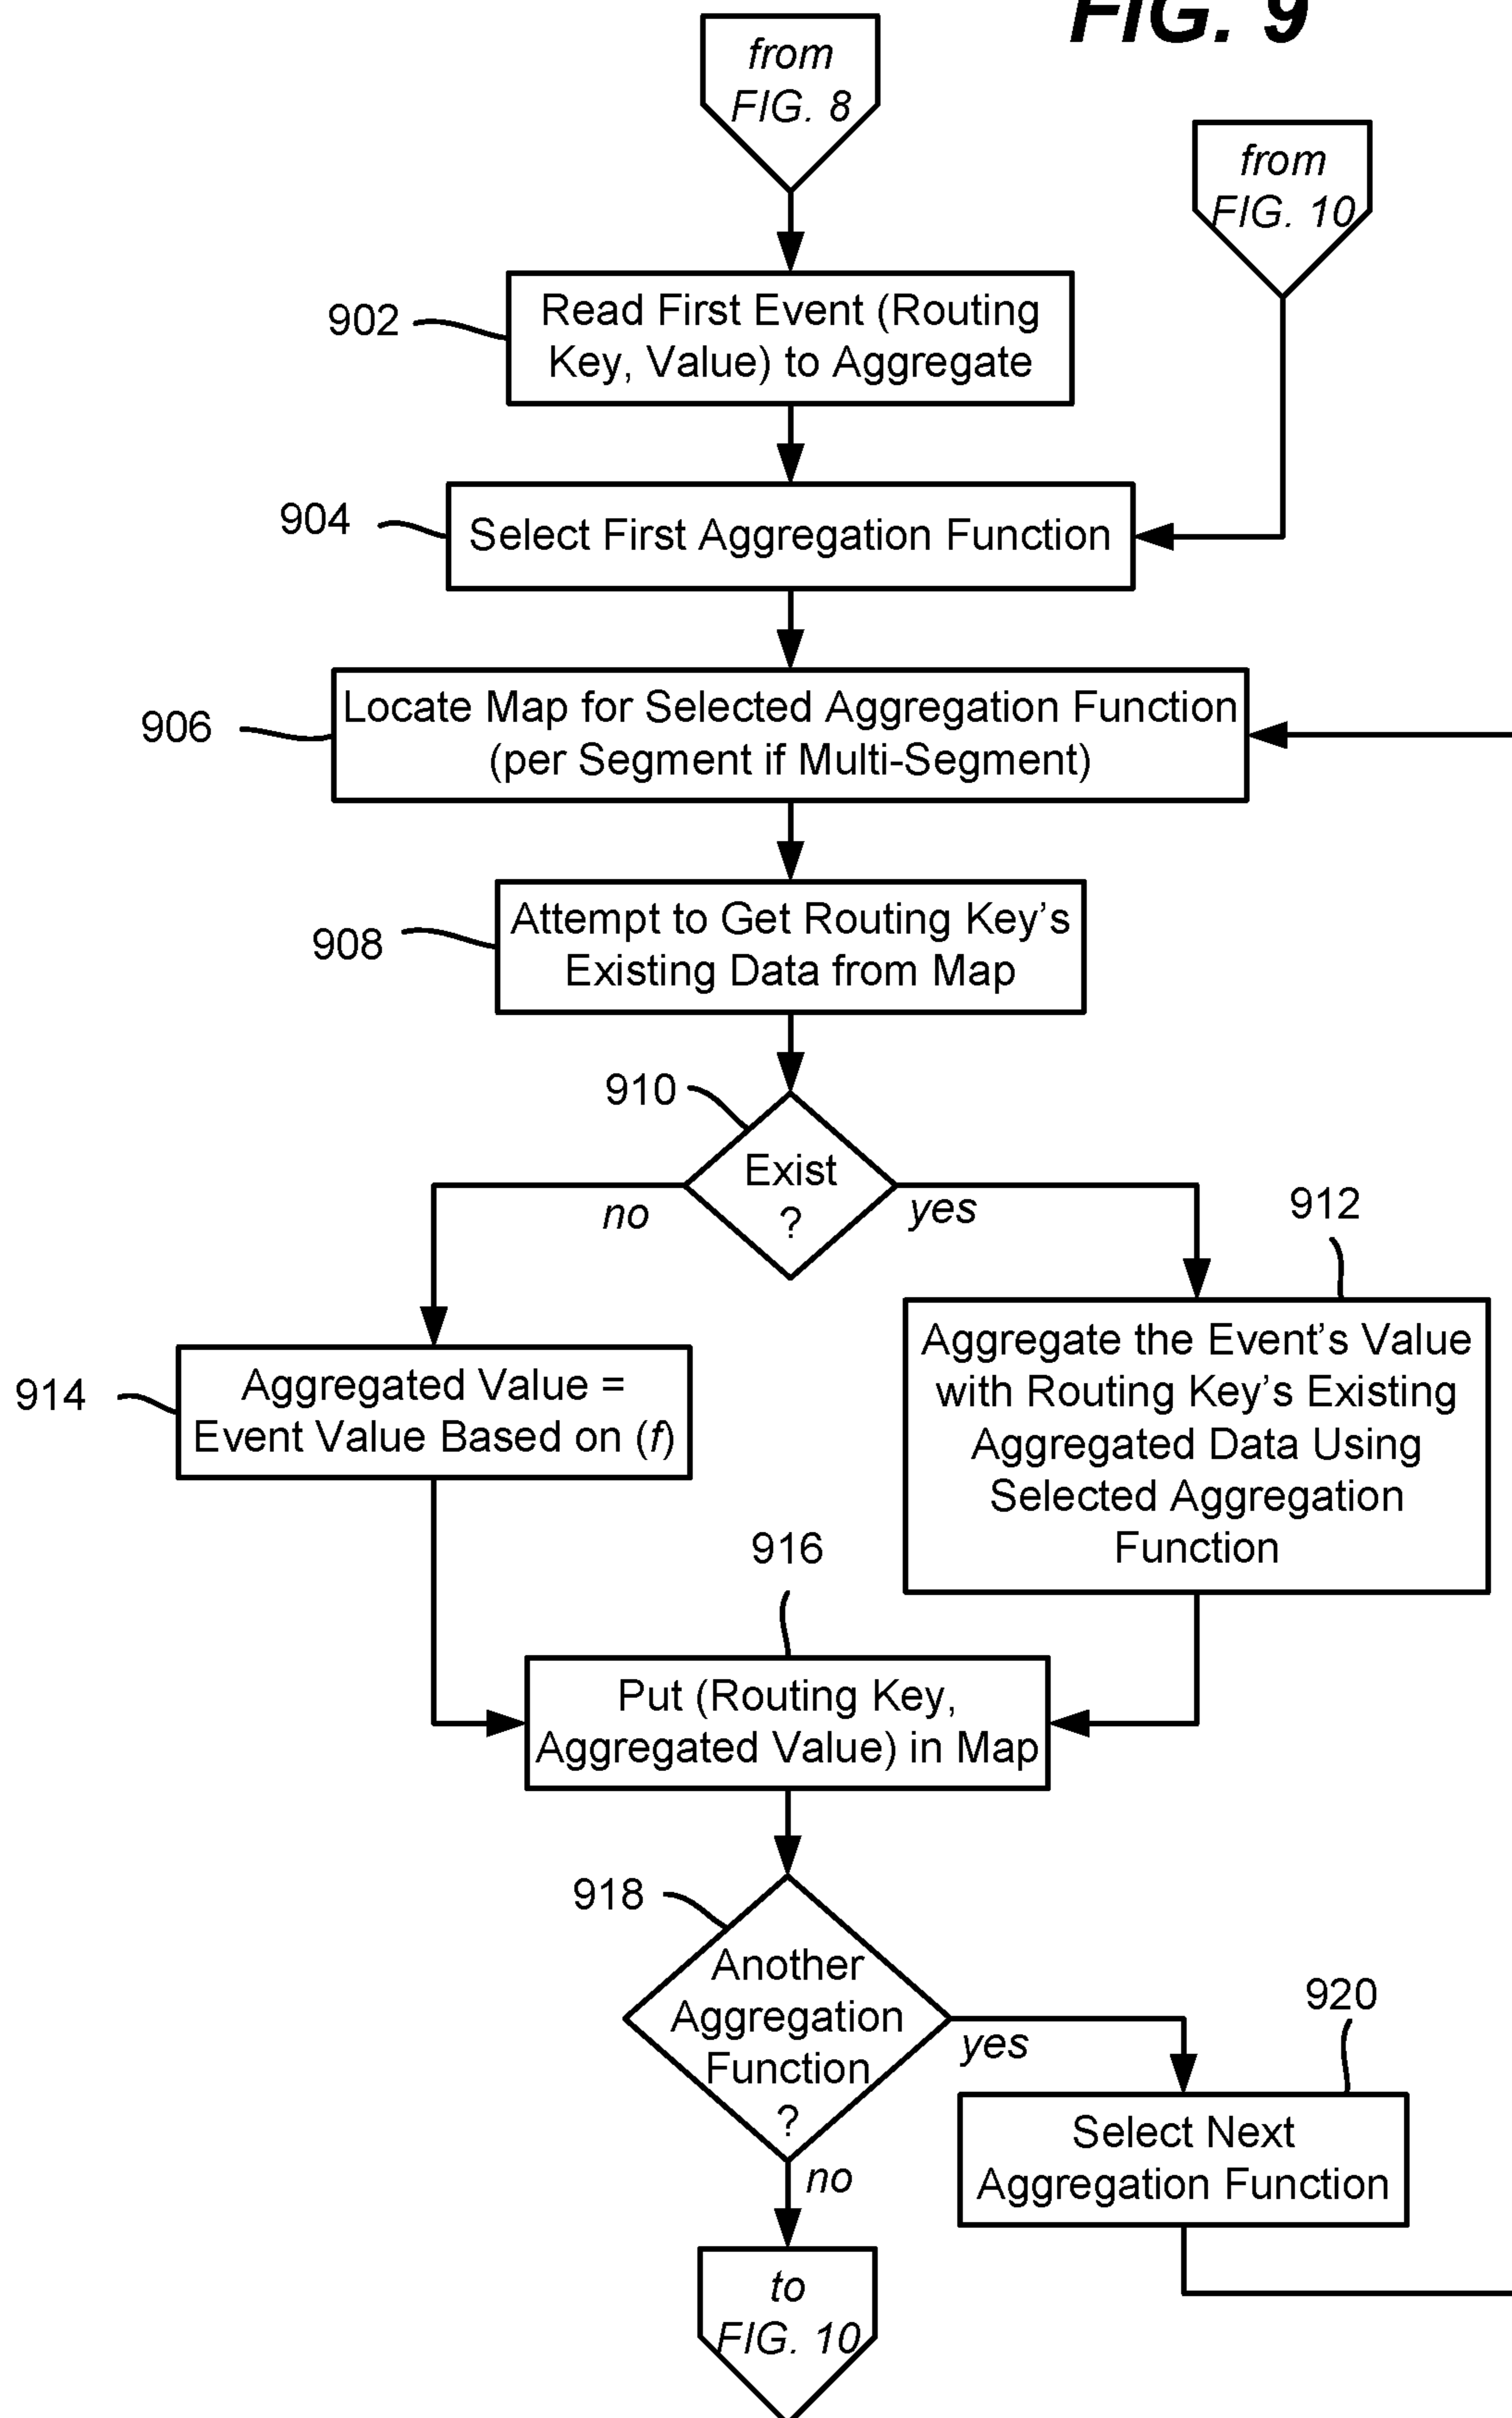 FIG. 9
from
FIG. 8
from
FIG. 10
902
Read First Event (Routing
Key, Value) to Aggregate
904
Select First Aggregation Function
906
Locate Map for Selected Aggregation Function
(per Segment if Multi-Segment)
908
Attempt to Get Routing Key’s
Existing Data from Map
910
Exist
?
no
yes
912
Aggregate the Event’s Value
with Routing Key’s Existing
Aggregated Data Using
Selected Aggregation
Function
914
Aggregated Value =
Event Value Based on (f)
916
Put (Routing Key,
Aggregated Value) in Map
918
Another
Aggregation
Function
?
yes
920
Select Next
Aggregation Function
no
to
FIG. 10